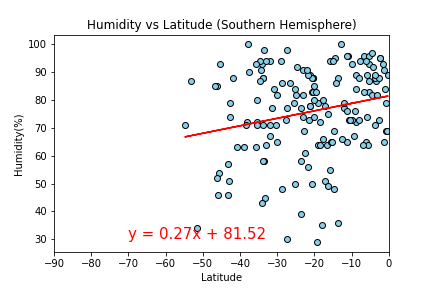 Humidity vs Latitude (Southern Hemisphere)
100
90
80
70
60
50
40
30
Humidity(%)
y = 0.27x + 81.52
−90 −80 −70 −60 −50 −40 −30 −20 −10 0
Latitude